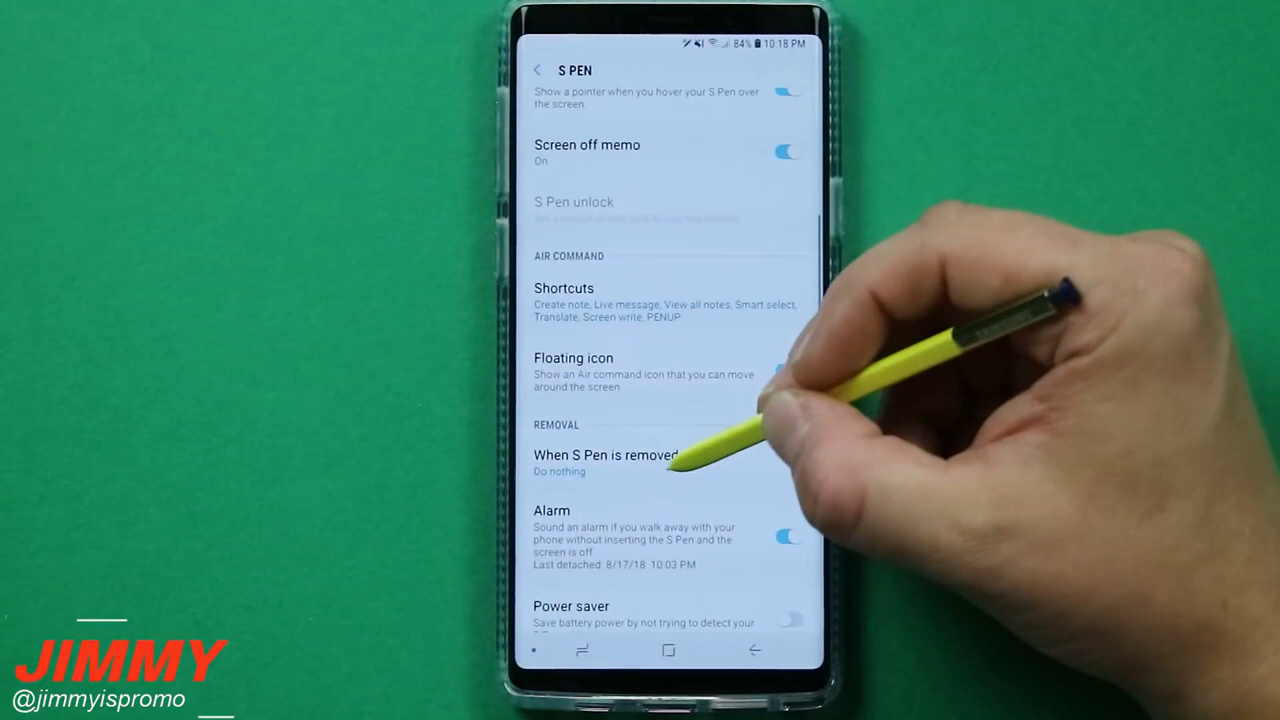 84% 10:18 PM
S PEN
Show a pointer when you hover your S Pen over
the screen.
Screen off memo
On
S Pen unlock
AIR COMMAND
Shortcuts
Create note, Live message, View all notes, Smart select,
Translate, Screen write, PENUP
Floating icon
Show an Air command icon that you can move
around the screen.
REMOVAL
When S Pen is removed
Do nothing
Alarm
Sound an alarm if you walk away with your
phone without inserting the S Pen and the
screen is off.
Last detached: 8/17/18 10:03 PM
Power saver
Save battery power by not trying to detect your
SAMSUNG
JIMMY
@jimmyispromo